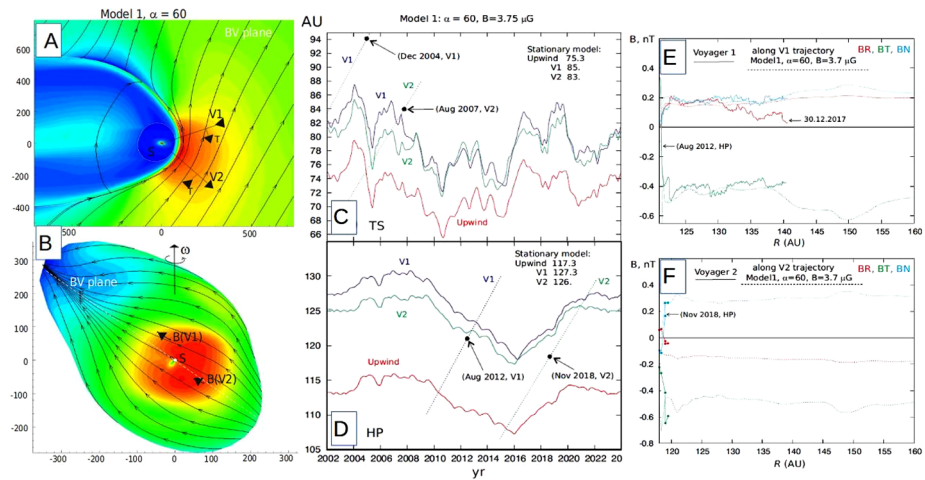 Model 1, α = 60
A
BV plane
V1
T
S
V2
T
600
400
200
0
-200
-400
500
0
500
B
ω
BV plane
B(V1)
S
B(V2)
300
200
100
0
-100
-200
-300
-200
-100
0
100
200
300
AU
Model 1: α = 60, B=3.75 μG
94
92
90
88
86
84
82
80
78
76
74
72
70
68
66
V1
(Dec 2004, V1)
V2
V1
(Aug 2007, V2)
V2
Stationary model:
Upwind 75.3
V1 85.
V2 83.
Upwind
C
TS
130
125
120
115
110
105
V1
V2
V1
V2
Stationary model:
Upwind 117.3
V1 127.3
V2 126.
Upwind
(Aug 2012, V1)
(Nov 2018, V2)
D
HP
2002 2004 2006 2008 2010 2012 2014 2016 2018 2020 2022 2024
yr
B, nT
E
Voyager 1
along V1 trajectory
Model1, α=60, B=3.7 μG
BR, BT, BN
0.4
0.2
0
-0.2
-0.4
-0.6
30.12.2017
(Aug 2012, HP)
130 140 150 160
R (AU)
B, nT
F
Voyager 2
along V2 trajectory
Model1, α=60, B=3.7 μG
BR, BT, BN
0.6
0.4
0.2
0
-0.2
-0.4
-0.6
-0.8
(Nov 2018, HP)
120 130 140 150 160
R (AU)